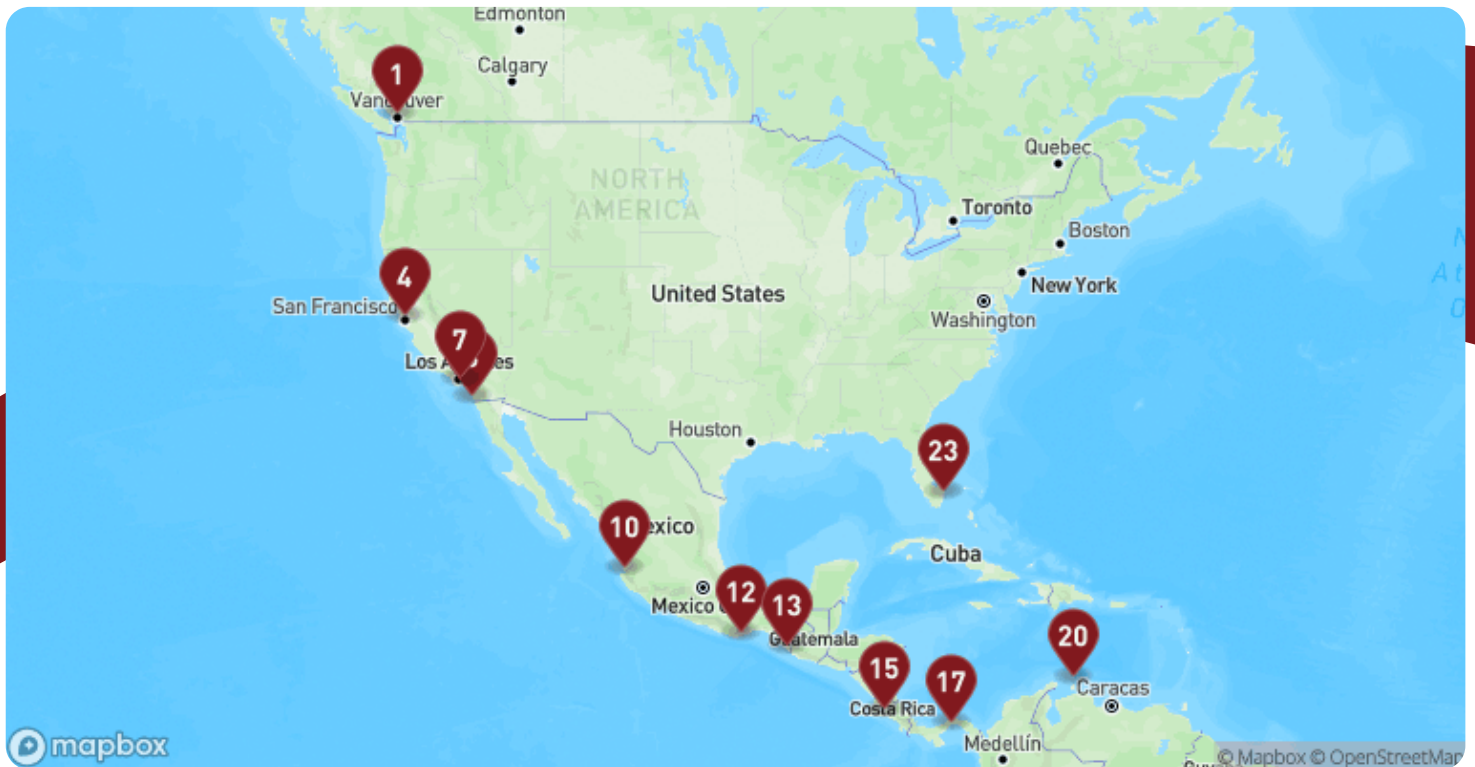 Edmonton
Calgary
1
Vancouver
Quebec
NORTH
AMERICA
Toronto
Boston
4
San Francisco
New York
United States
Washington
7
Los Angeles
Houston
23
10
Mexico
Cuba
12
13
Mexico
Guatemala
20
15
17
Caracas
Costa Rica
Medellín
mapbox
© Mapbox © OpenStreetMap